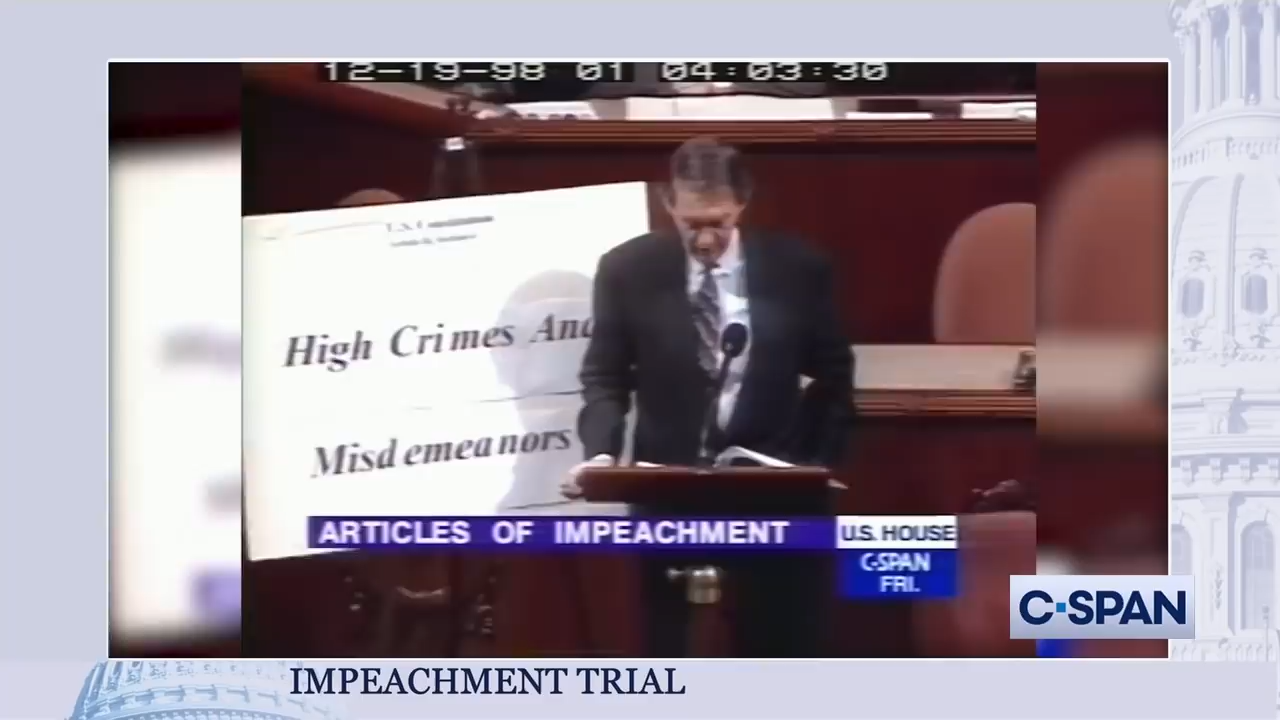 12-19-98 01 04:03:30
High Crimes And
Misdemeanors
ARTICLES OF IMPEACHMENT
U.S. HOUSE
C-SPAN
FRI.
C-SPAN
IMPEACHMENT TRIAL